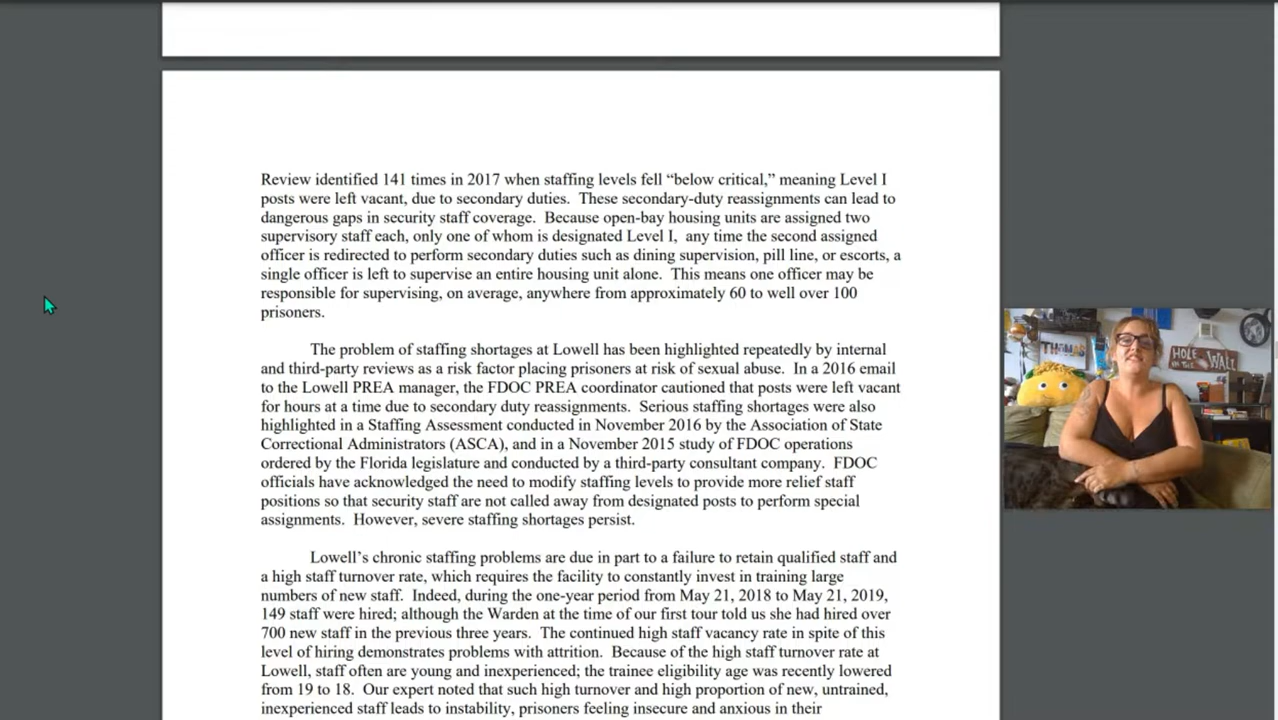 Review identified 141 times in 2017 when staffing levels fell “below critical,” meaning Level I
posts were left vacant, due to secondary duties.  These secondary-duty reassignments can lead to
dangerous gaps in security staff coverage.  Because open-bay housing units are assigned two
supervisory staff each, only one of whom is designated Level I,  any time the second assigned
officer is redirected to perform secondary duties such as dining supervision, pill line, or escorts, a
single officer is left to supervise an entire housing unit alone.  This means one officer may be
responsible for supervising, on average, anywhere from approximately 60 to well over 100
prisoners.
The problem of staffing shortages at Lowell has been highlighted repeatedly by internal
and third-party reviews as a risk factor placing prisoners at risk of sexual abuse.  In a 2016 email
to the Lowell PREA manager, the FDOC PREA coordinator cautioned that posts were left vacant
for hours at a time due to secondary duty reassignments.  Serious staffing shortages were also
highlighted in a Staffing Assessment conducted in November 2016 by the Association of State
Correctional Administrators (ASCA), and in a November 2015 study of FDOC operations
ordered by the Florida legislature and conducted by a third-party consultant company.  FDOC
officials have acknowledged the need to modify staffing levels to provide more relief staff
positions so that security staff are not called away from designated posts to perform special
assignments.  However, severe staffing shortages persist.
Lowell’s chronic staffing problems are due in part to a failure to retain qualified staff and
a high staff turnover rate, which requires the facility to constantly invest in training large
numbers of new staff.  Indeed, during the one-year period from May 21, 2018 to May 21, 2019,
149 staff were hired; although the Warden at the time of our first tour told us she had hired over
700 new staff in the previous three years.  The continued high staff vacancy rate in spite of this
level of hiring demonstrates problems with attrition.  Because of the high staff turnover rate at
Lowell, staff often are young and inexperienced; the trainee eligibility age was recently lowered
from 19 to 18.  Our expert noted that such high turnover and high proportion of new, untrained,
inexperienced staff leads to instability, prisoners feeling insecure and anxious in their
THOMAS
HOLE
IN THE
WALL